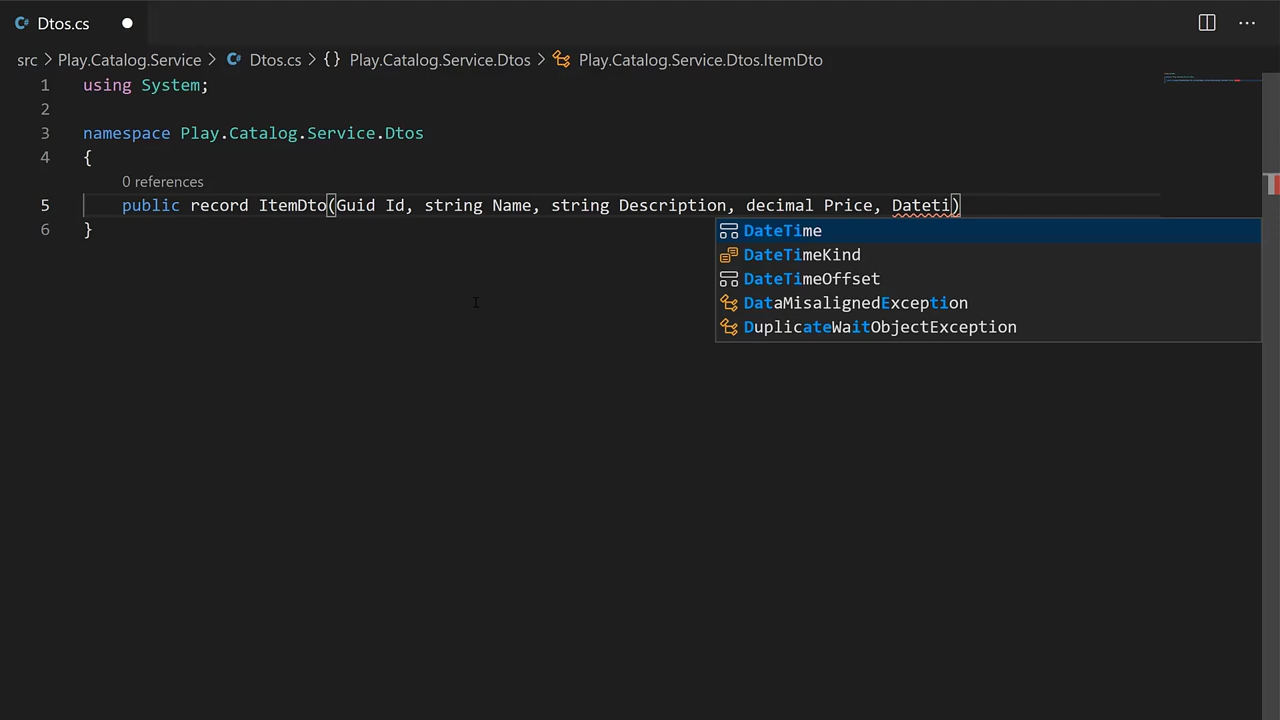 Dtos.cs
src > Play.Catalog.Service > Dtos.cs > {} Play.Catalog.Service.Dtos > Play.Catalog.Service.Dtos.ItemDto
1 using System;
2
3 namespace Play.Catalog.Service.Dtos
4 {
0 references
5 public record ItemDto(Guid Id, string Name, string Description, decimal Price, Dateti)
6 }
DateTime
DateTimeKind
DateTimeOffset
DataMisalignedException
DuplicateWaitObjectException